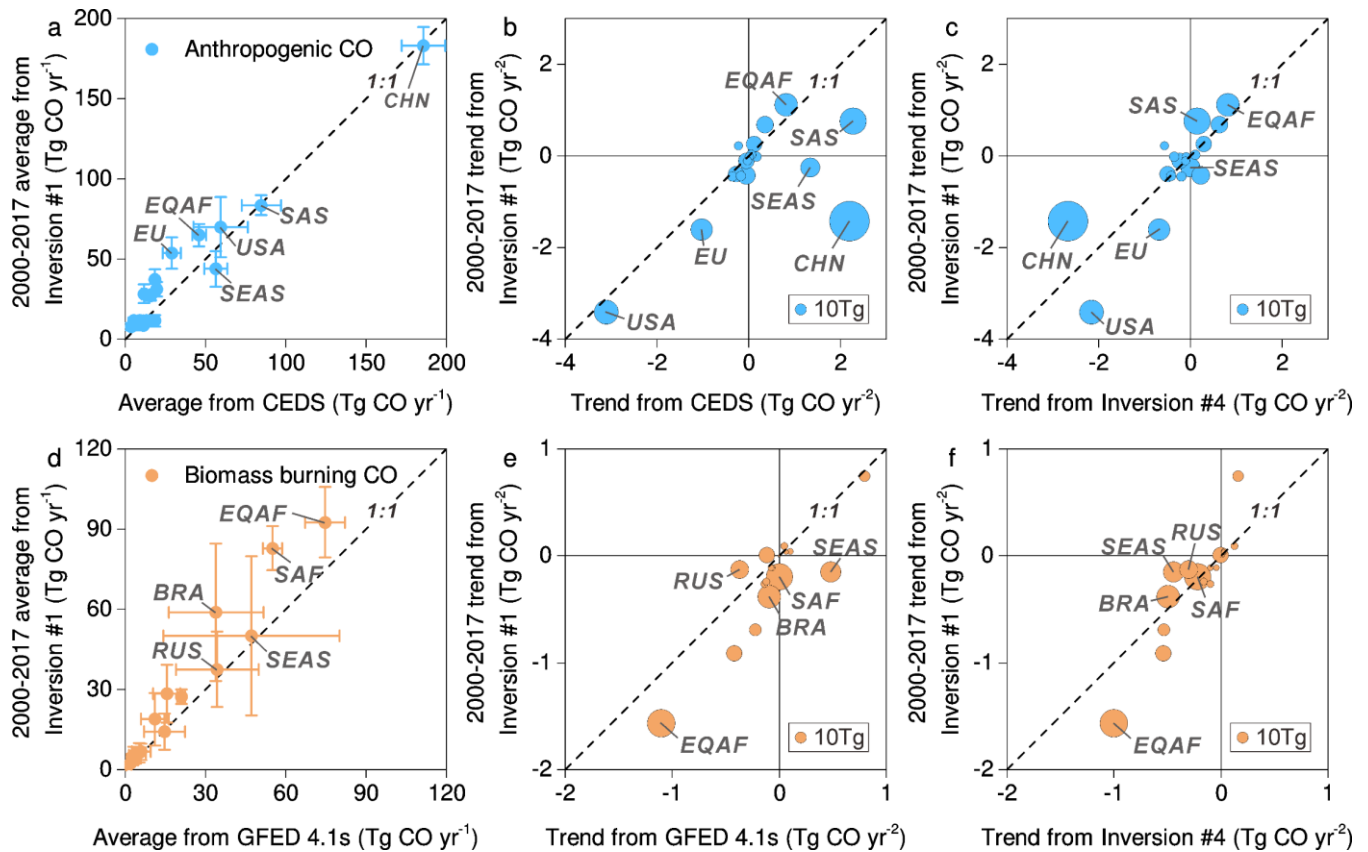 a
200
150
100
50
0
0
50
100
150
200
Anthropogenic CO
1:1
CHN
EQAF
EU
SAS
USA
SEAS
2000-2017 average from
Inversion #1 (Tg CO yr⁻¹)
Average from CEDS (Tg CO yr⁻¹)
b
2
0
-2
-4
-4
-2
0
2
EQAF
1:1
SAS
SEAS
EU
CHN
USA
10Tg
2000-2017 trend from
Inversion #1 (Tg CO yr⁻²)
Trend from CEDS (Tg CO yr⁻²)
c
2
0
-2
-4
-4
-2
0
2
1:1
SAS
EQAF
SEAS
CHN
EU
USA
10Tg
2000-2017 trend from
Inversion #1 (Tg CO yr⁻²)
Trend from Inversion #4 (Tg CO yr⁻²)
d
120
90
60
30
0
0
30
60
90
120
Biomass burning CO
1:1
EQAF
SAF
BRA
RUS
SEAS
2000-2017 average from
Inversion #1 (Tg CO yr⁻¹)
Average from GFED 4.1s (Tg CO yr⁻¹)
e
1
0
-1
-2
-2
-1
0
1
1:1
SEAS
RUS
SAF
BRA
EQAF
10Tg
2000-2017 trend from
Inversion #1 (Tg CO yr⁻²)
Trend from GFED 4.1s (Tg CO yr⁻²)
f
1
0
-1
-2
-2
-1
0
1
1:1
RUS
SEAS
BRA
SAF
EQAF
10Tg
2000-2017 trend from
Inversion #1 (Tg CO yr⁻²)
Trend from Inversion #4 (Tg CO yr⁻²)